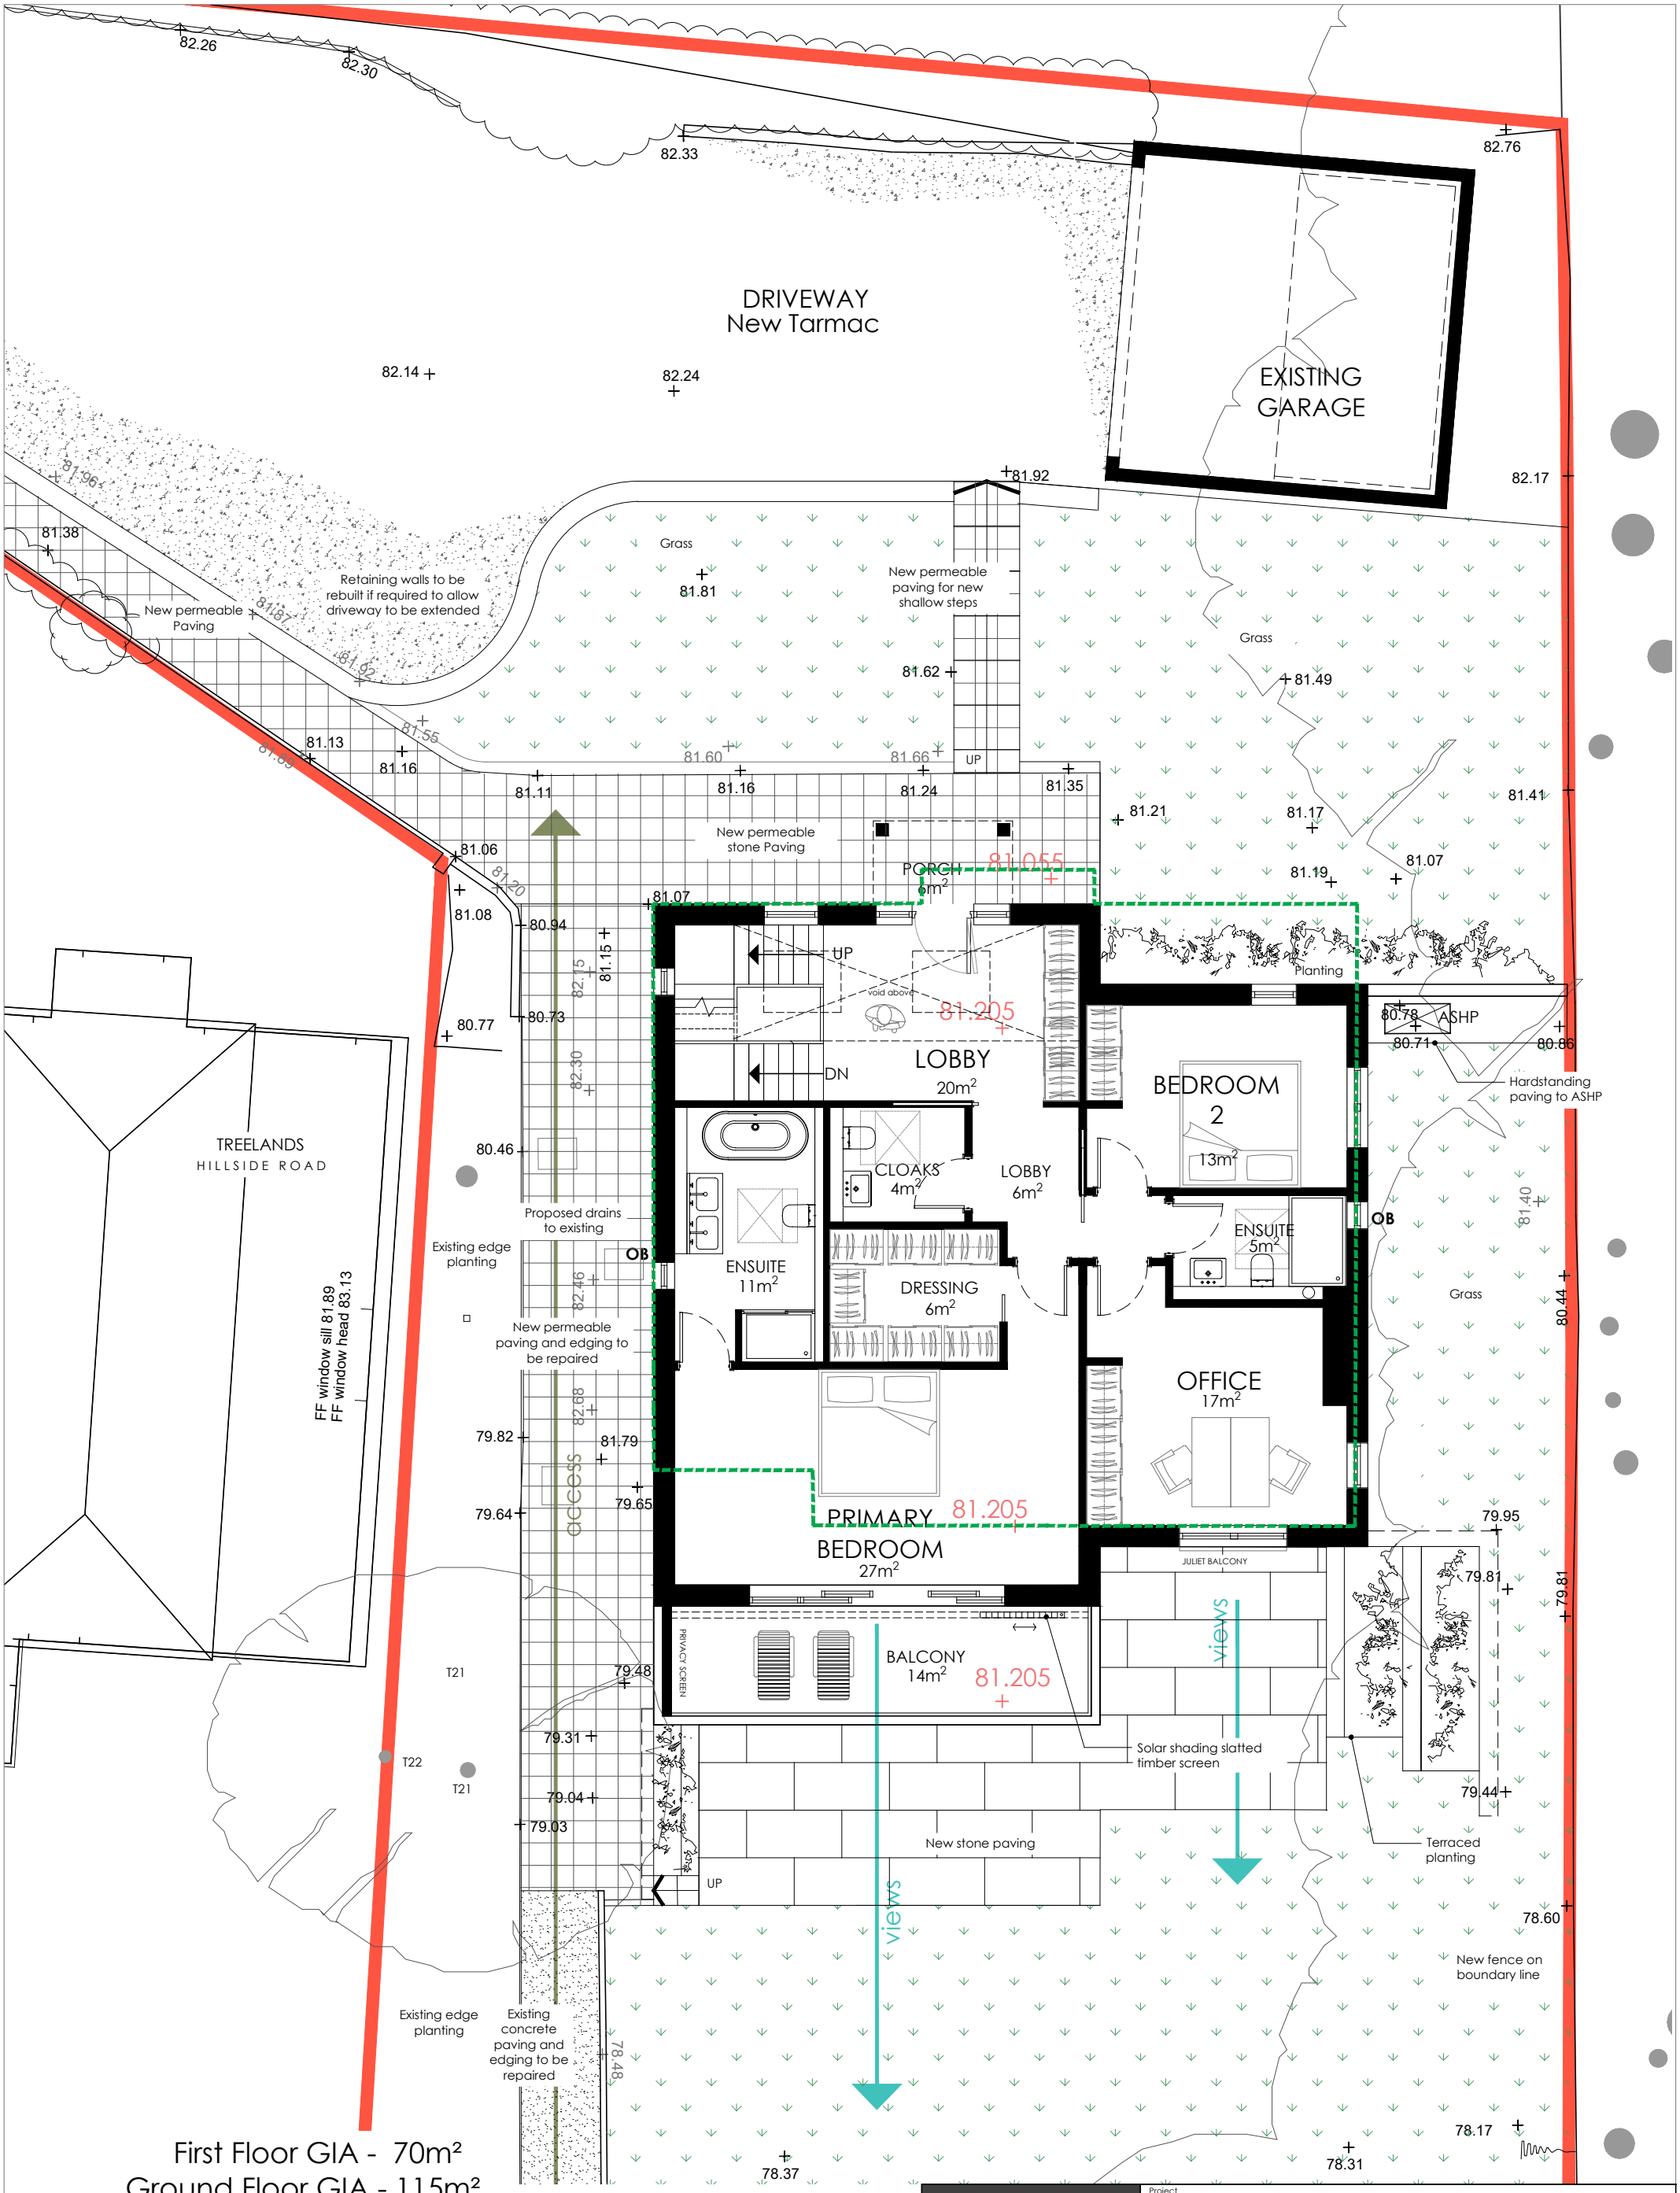 82.26
82.30
82.33
82.76
DRIVEWAY
New Tarmac
82.14
82.24
EXISTING
GARAGE
81.92
82.17
81.96
81.38
Grass
81.81
Retaining walls to be
rebuilt if required to allow
driveway to be extended
New permeable
paving for new
shallow steps
New permeable
Paving
81.87
Grass
81.92
81.62
81.49
81.55
81.13
81.89
81.16
81.60
81.66
UP
81.11
81.16
81.24
81.35
81.41
81.21
81.17
New permeable
stone Paving
81.06
81.20
PORCH
6m²
81.055
81.19
81.07
81.08
81.07
80.94
81.15
82.15
UP
void above
81.205
Planting
80.77
80.73
80.78
ASHP
80.71
80.86
LOBBY
20m²
DN
82.30
BEDROOM
2
13m²
Hardstanding
paving to ASHP
TREELANDS
HILLSIDE ROAD
80.46
CLOAKS
4m²
LOBBY
6m²
81.40
Proposed drains
to existing
OB
ENSUITE
5m²
Existing edge
planting
OB
ENSUITE
11m²
DRESSING
6m²
82.46
Grass
80.44
FF window sill 81.89
FF window head 83.13
New permeable
paving and edging to
be repaired
OFFICE
17m²
82.68
79.82
81.79
access
79.65
79.64
PRIMARY
BEDROOM
27m²
81.205
79.95
JULIET BALCONY
79.81
79.81
views
PRIVACY SCREEN
BALCONY
14m²
81.205
T21
79.48
79.31
Solar shading slatted
timber screen
T22
T21
79.04
79.03
79.44
New stone paving
Terraced
planting
UP
views
78.60
New fence on
boundary line
Existing edge
planting
Existing
concrete
paving and
edging to be
repaired
78.48
78.17
78.37
78.31
First Floor GIA - 70m²
Ground Floor GIA - 115m²
Project